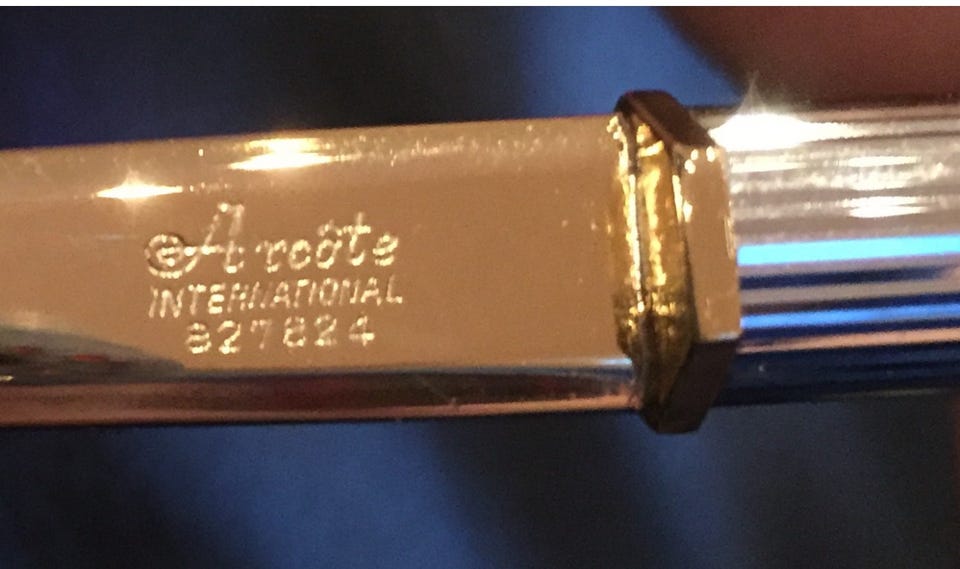 Arcôte
INTERNATIONAL
827824